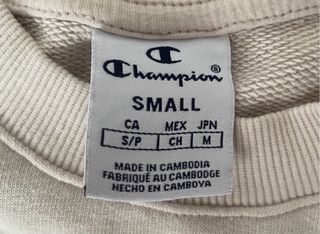 Champion®
SMALL
CA MEX JPN
S/P CH M
MADE IN CAMBODIA
FABRIQUÉ AU CAMBODGE
HECHO EN CAMBOYA